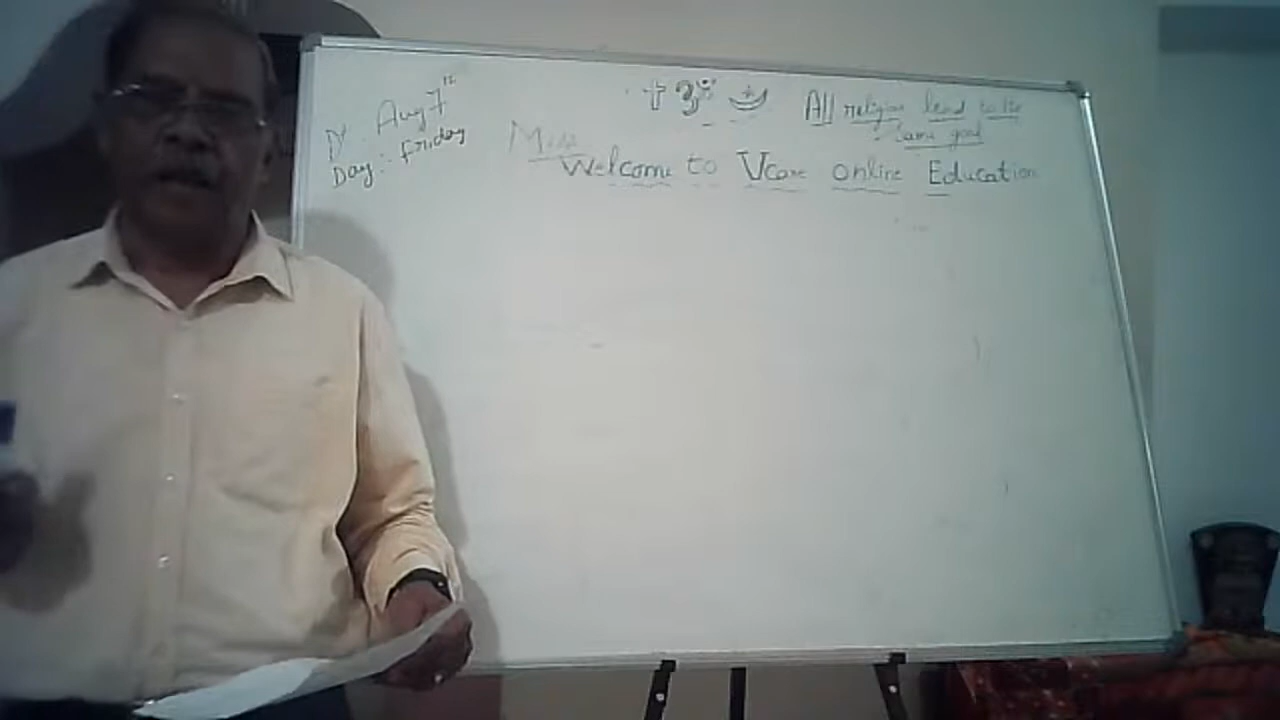 Aug 7th
Day: Friday
ॐ
All religion lead to the
same goal
Welcome to Vcare online Education